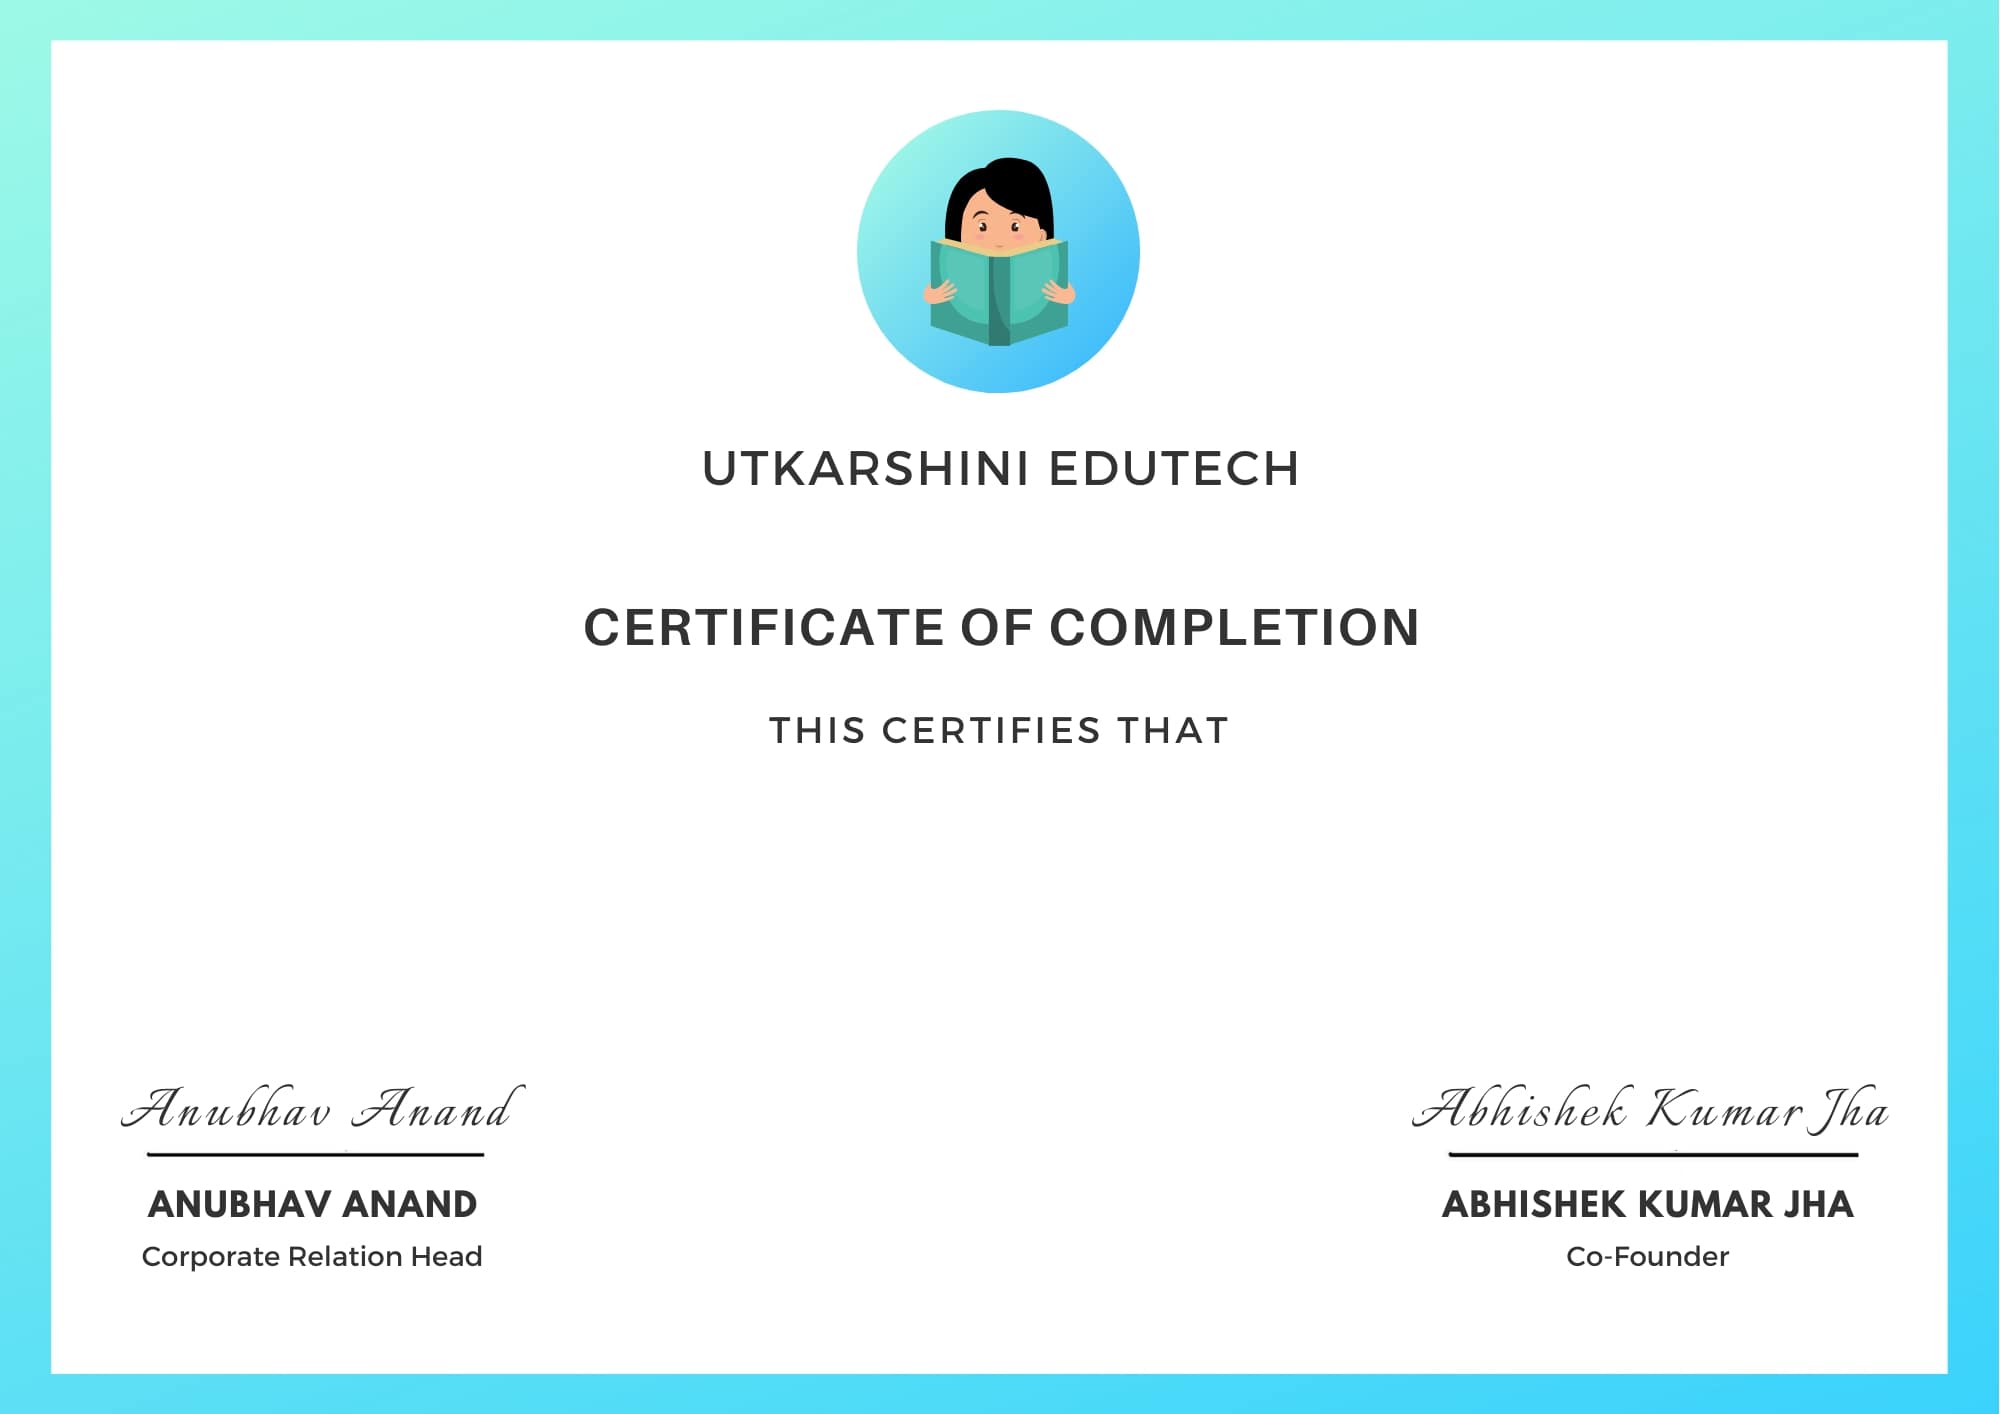 UTKARSHINI EDUTECH
CERTIFICATE OF COMPLETION
THIS CERTIFIES THAT
Anubhav Anand
ANUBHAV ANAND
Corporate Relation Head
Abhishek Kumar Jha
ABHISHEK KUMAR JHA
Co-Founder